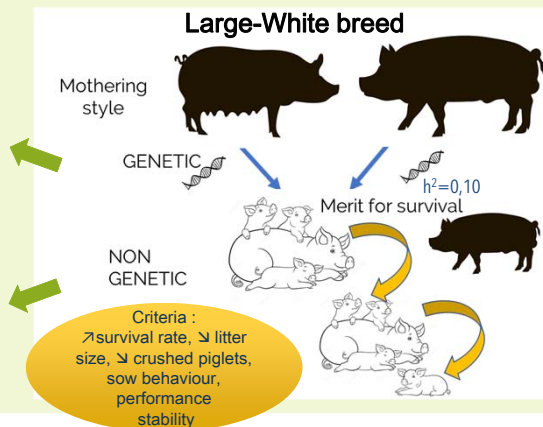 Large-White breed
Mothering
style
GENETIC
h²=0,10
Merit for survival
NON
GENETIC
Criteria :
↗survival rate, ↘ litter
size, ↘ crushed piglets,
sow behaviour,
performance
stability